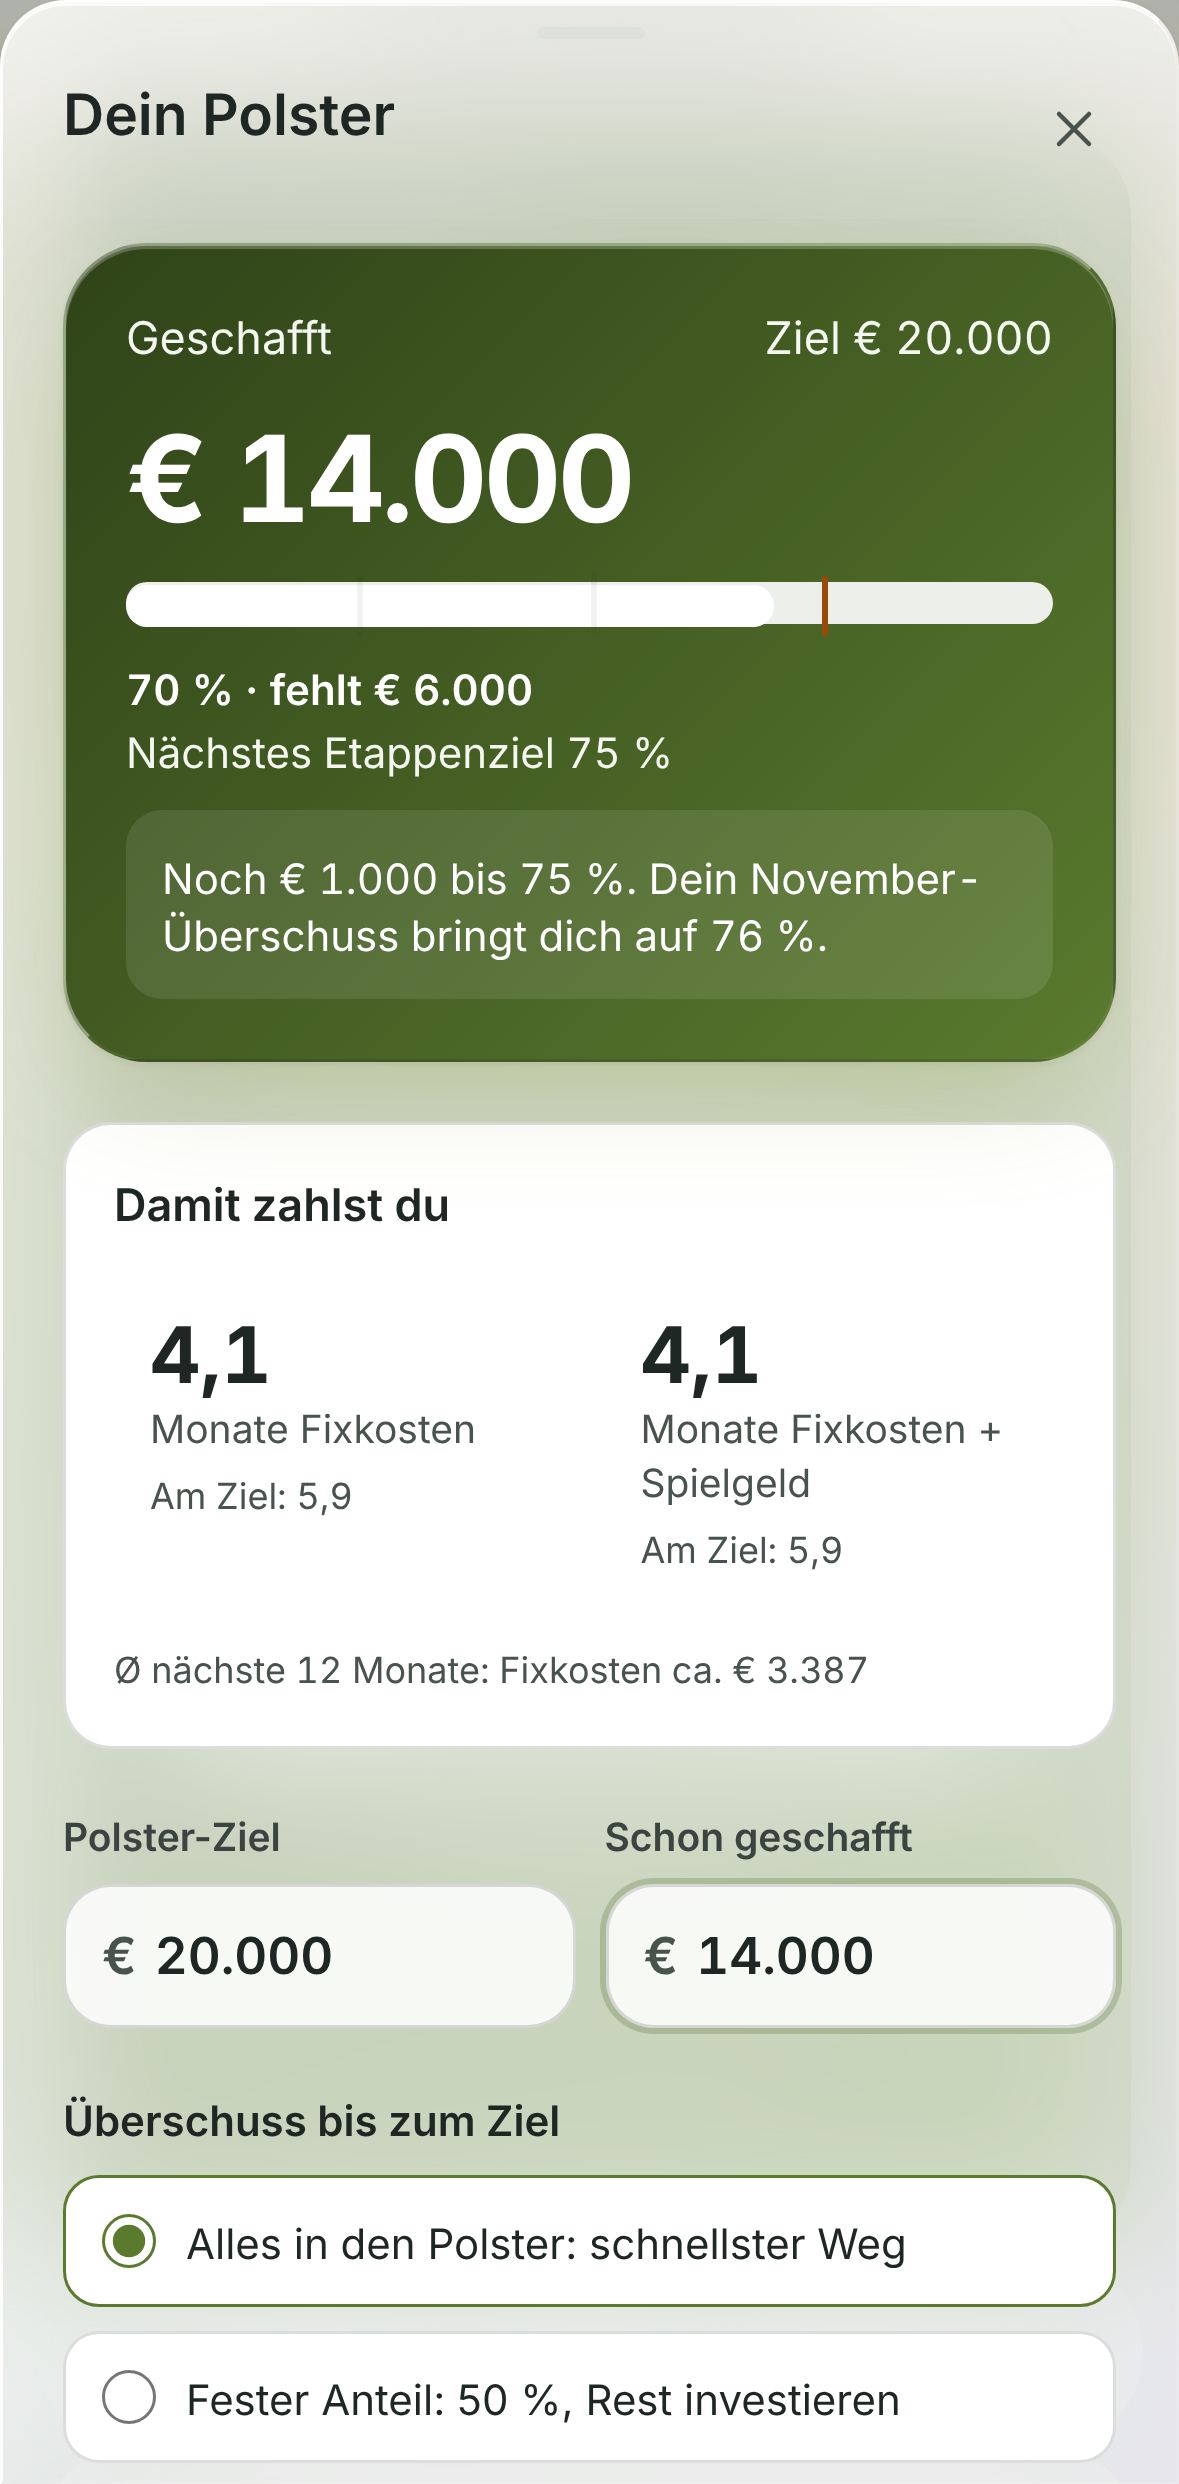 Dein Polster
Geschafft
Ziel € 20.000
€ 14.000
70 % · fehlt € 6.000
Nächstes Etappenziel 75 %
Noch € 1.000 bis 75 %. Dein November-
Überschuss bringt dich auf 76 %.
Damit zahlst du
4,1
Monate Fixkosten
Am Ziel: 5,9
4,1
Monate Fixkosten +
Spielgeld
Am Ziel: 5,9
Ø nächste 12 Monate: Fixkosten ca. € 3.387
Polster-Ziel
€ 20.000
Schon geschafft
€ 14.000
Überschuss bis zum Ziel
Alles in den Polster: schnellster Weg
Fester Anteil: 50 %, Rest investieren